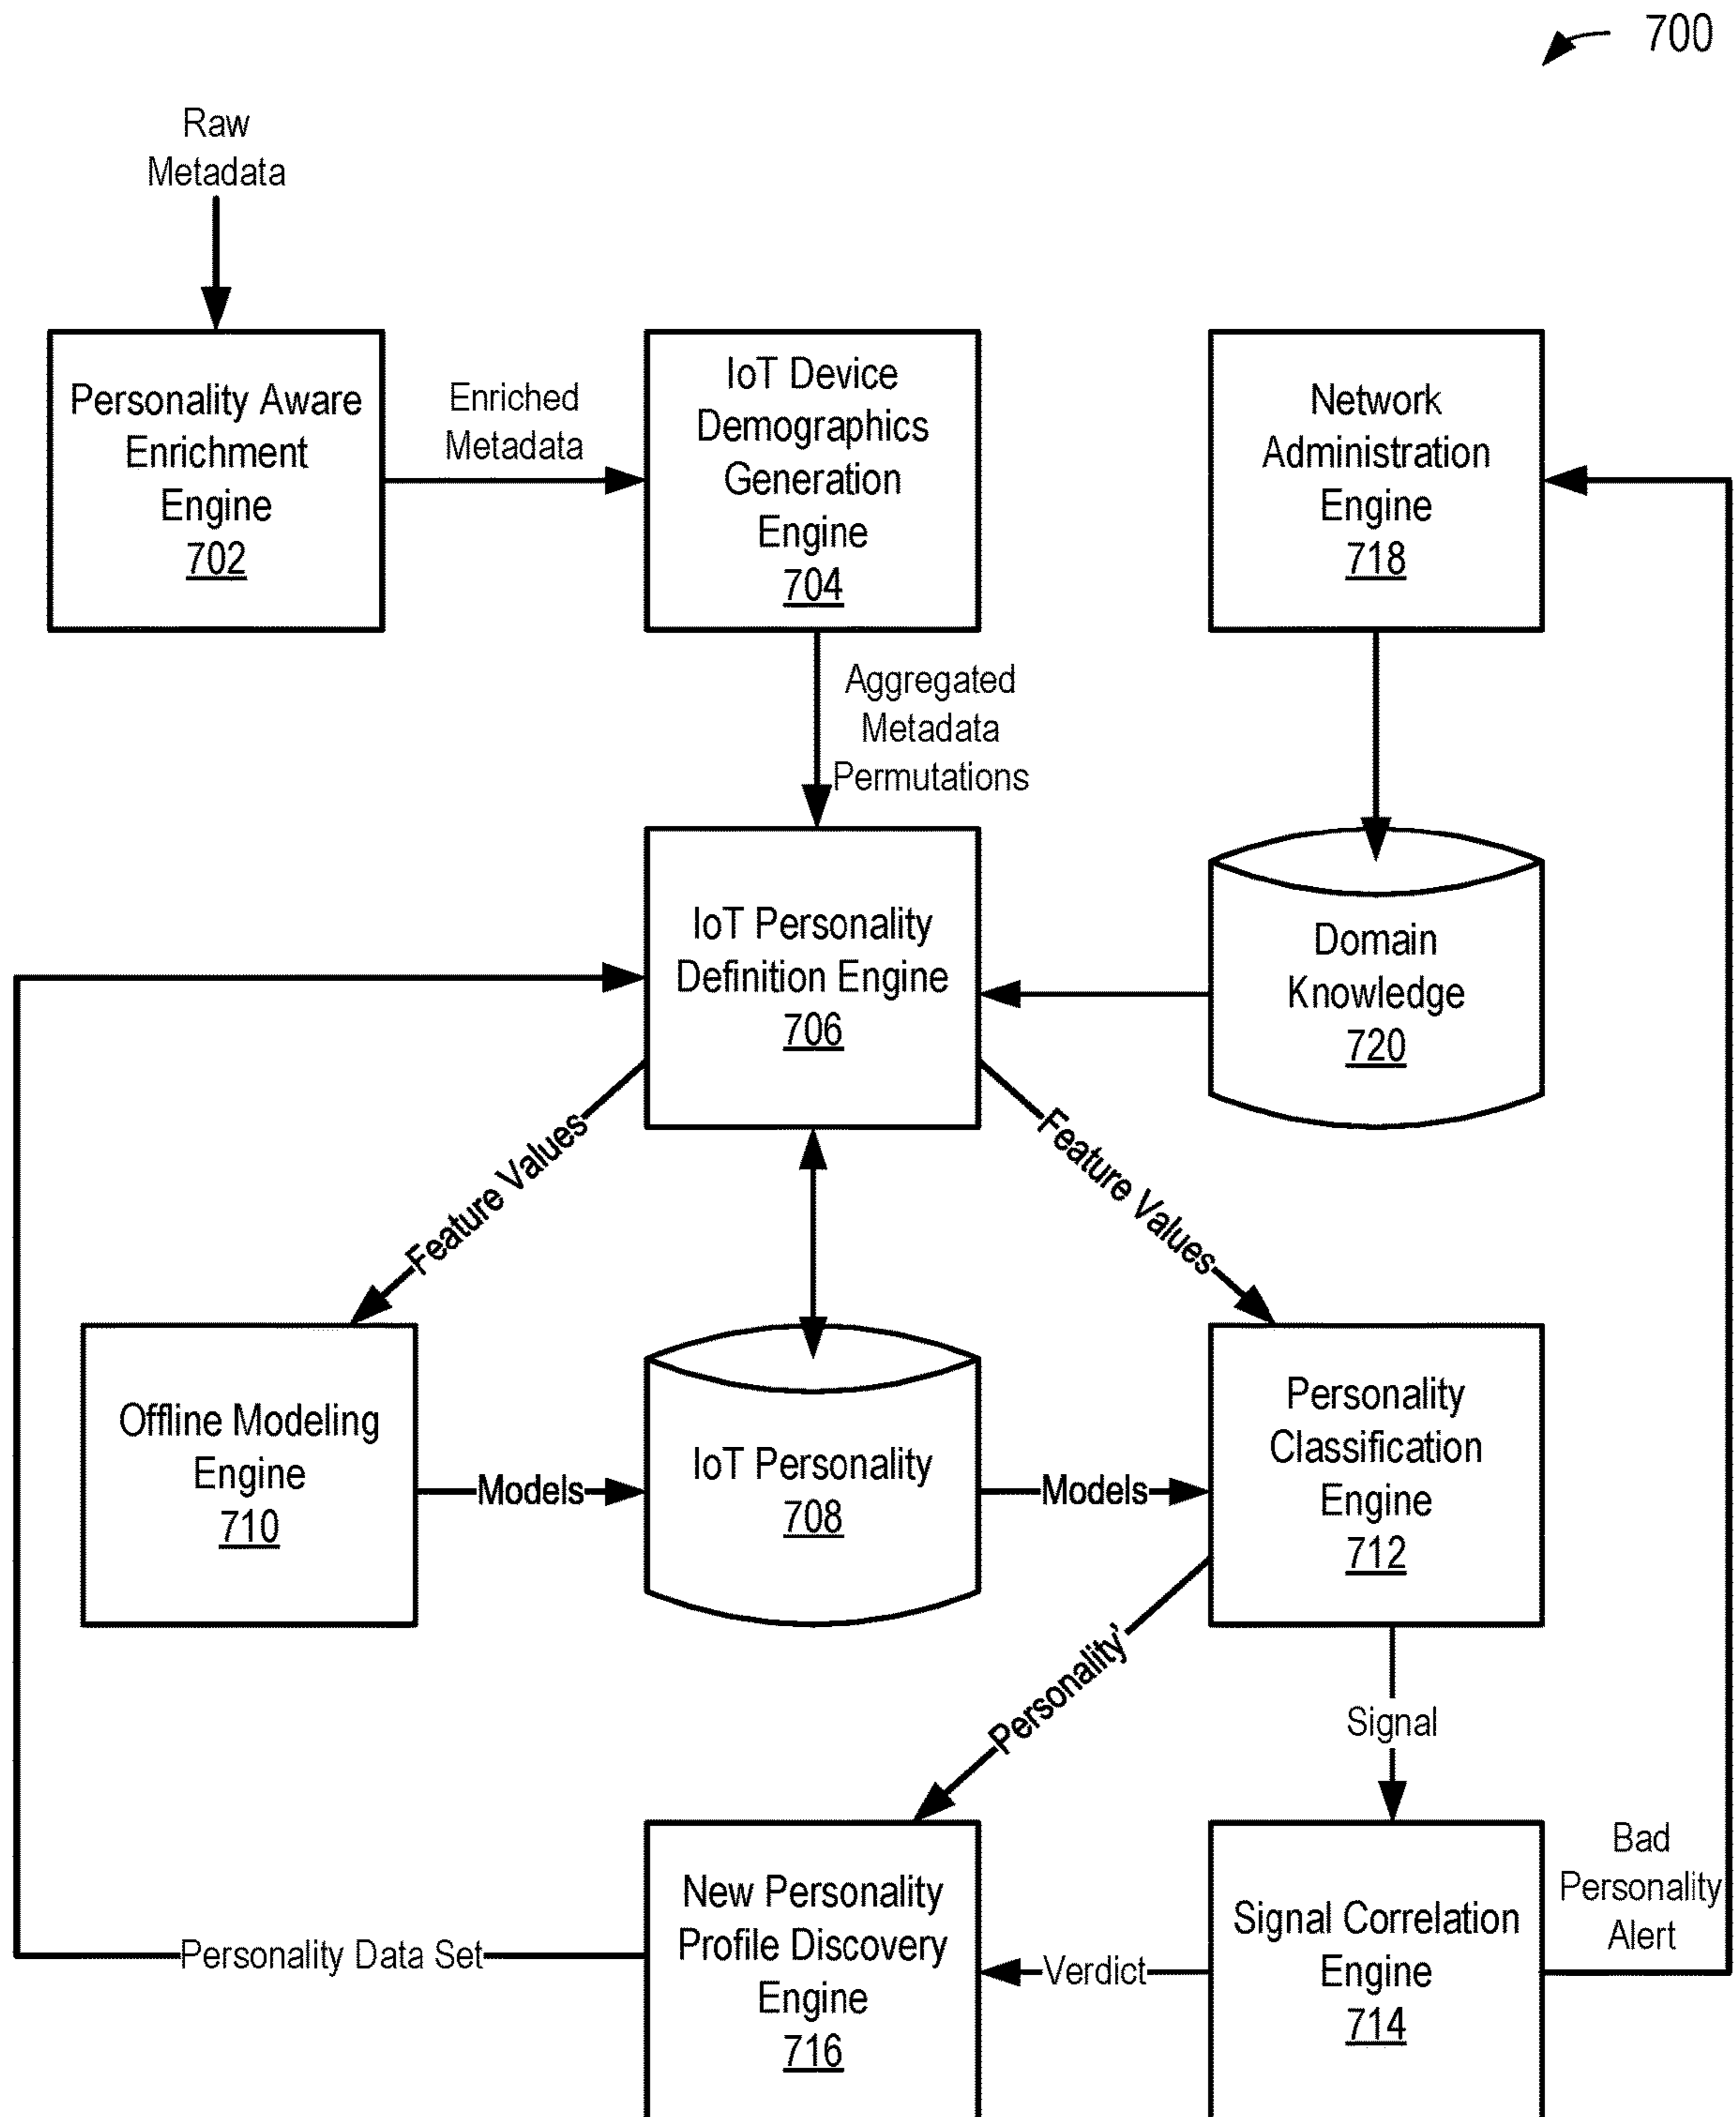 700
Raw
Metadata
Personality Aware
Enrichment
Engine
702
Enriched
Metadata
IoT Device
Demographics
Generation
Engine
704
Network
Administration
Engine
718
Aggregated
Metadata
Permutations
IoT Personality
Definition Engine
706
Domain
Knowledge
720
Feature Values
Feature Values
Offline Modeling
Engine
710
Models
IoT Personality
708
Models
Personality
Classification
Engine
712
Personality'
Signal
New Personality
Profile Discovery
Engine
716
Personality Data Set
Verdict
Signal Correlation
Engine
714
Bad
Personality
Alert